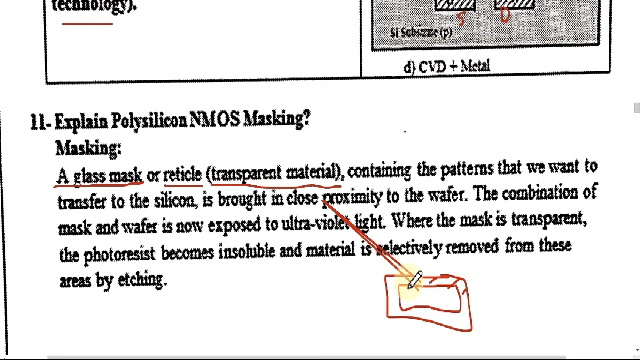 technology).
S D
Si Substrate (p)
d) CVD + Metal
11- Explain Polysilicon NMOS Masking?
Masking:
A glass mask or reticle (transparent material), containing the patterns that we want to
transfer to the silicon, is brought in close proximity to the wafer. The combination of
mask and wafer is now exposed to ultra-violet light. Where the mask is transparent,
the photoresist becomes insoluble and material is selectively removed from these
areas by etching.